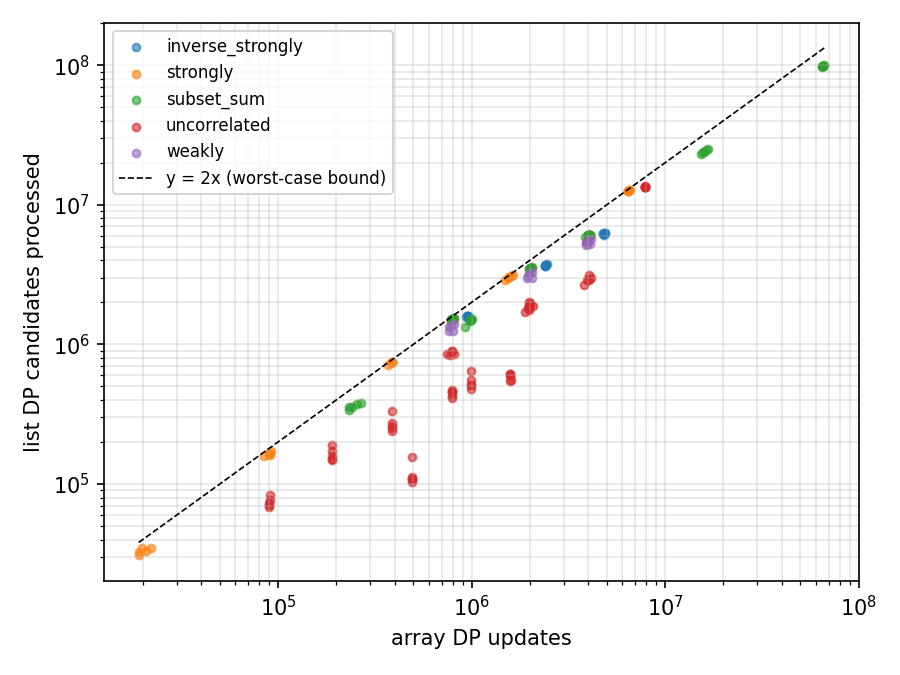 inverse_strongly
strongly
subset_sum
uncorrelated
weakly
y = 2x (worst-case bound)
list DP candidates processed
10^8
10^7
10^6
10^5
10^5 10^6 10^7 10^8
array DP updates